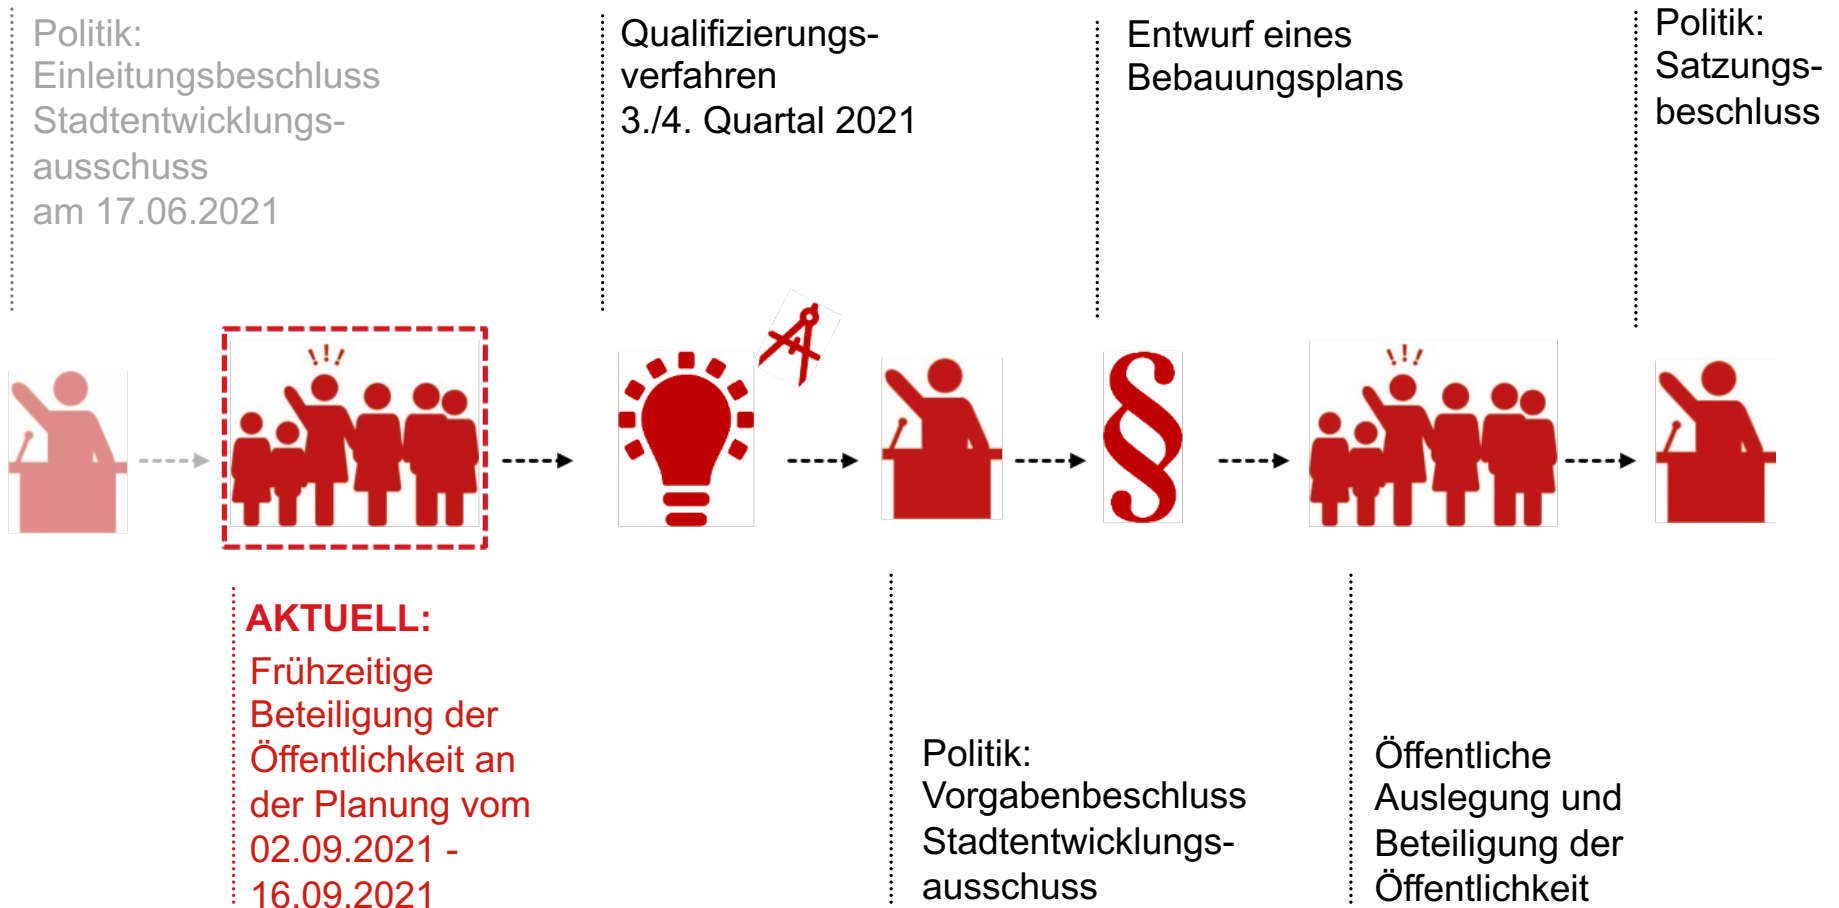 Politik:
Einleitungsbeschluss
Stadtentwicklungs-
ausschuss
am 17.06.2021
Qualifizierungs-
verfahren
3./4. Quartal 2021
Entwurf eines
Bebauungsplans
Politik:
Satzungs-
beschluss
!!!
!!!
§
AKTUELL:
Frühzeitige
Beteiligung der
Öffentlichkeit an
der Planung vom
02.09.2021 -
16.09.2021
Politik:
Vorgabenbeschluss
Stadtentwicklungs-
ausschuss
Öffentliche
Auslegung und
Beteiligung der
Öffentlichkeit